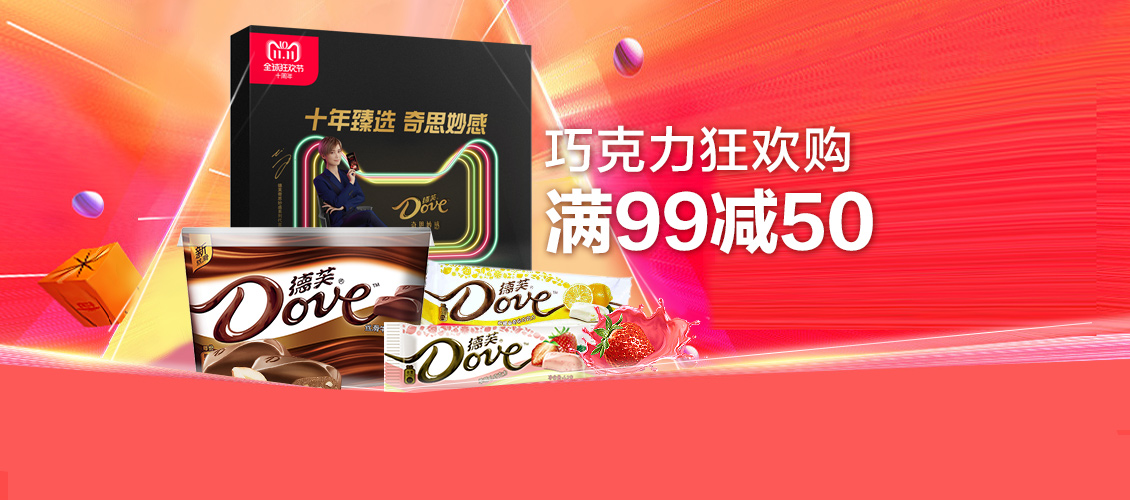 11.11
全球狂欢节
十周年
十年臻选 奇思妙感
德芙
Dove
奇思妙感
巧克力狂欢购
满99减50
新
德芙
Dove
德芙
Dove
德芙
Dove